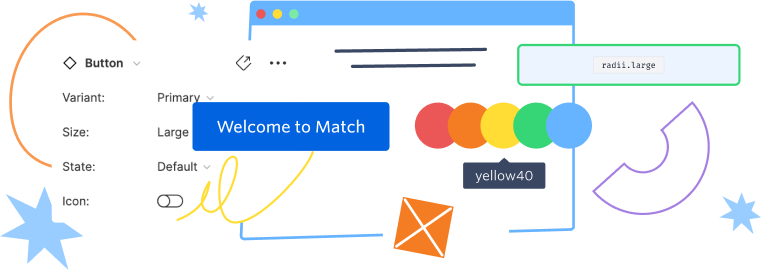 Button
Variant:
Primary
Size:
Large
State:
Default
Icon:
Welcome to Match
radii.large
yellow40